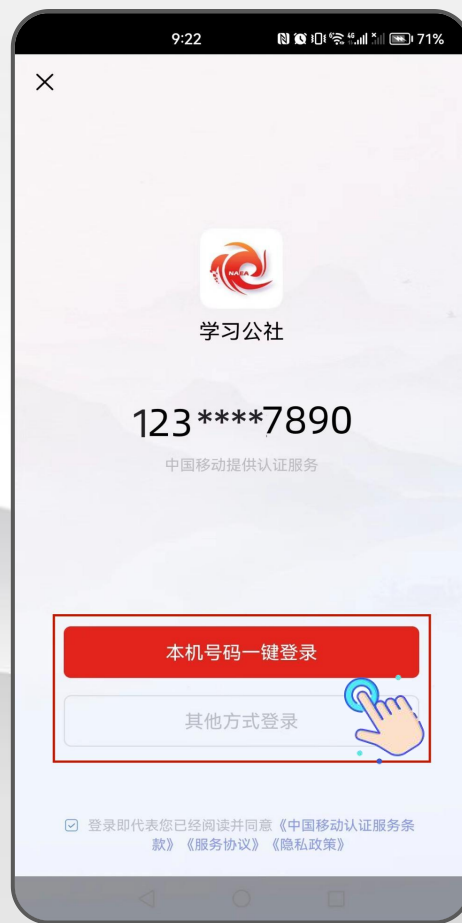 9:22
71%
NAEA
学习公社
123****7890
中国移动提供认证服务
本机号码一键登录
其他方式登录
登录即代表您已经阅读并同意《中国移动认证服务条
款》《服务协议》《隐私政策》